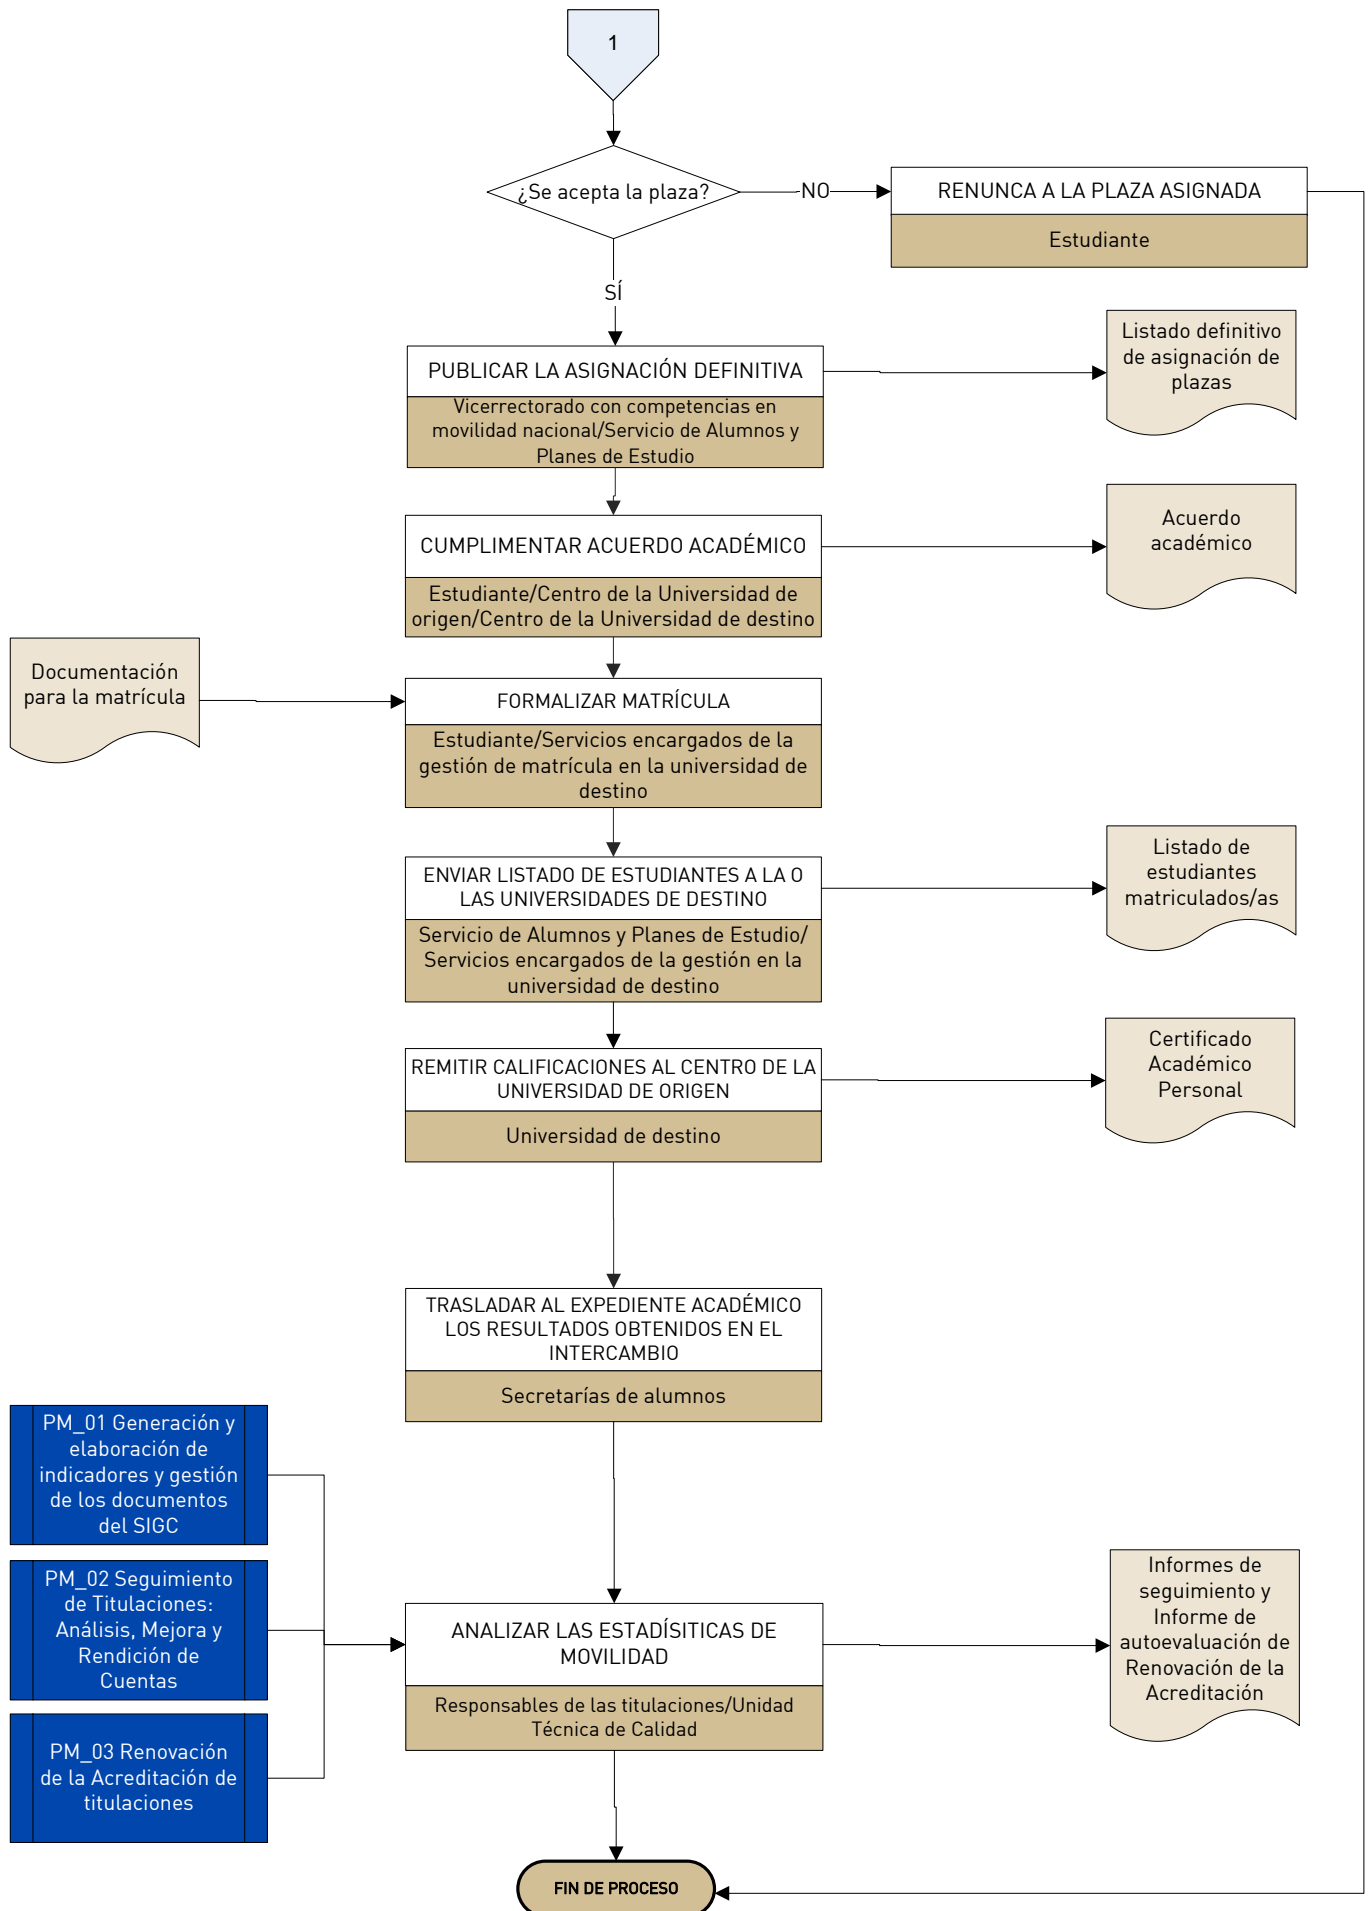 1
¿Se acepta la plaza?
NO
RENUNCA A LA PLAZA ASIGNADA
Estudiante
SÍ
PUBLICAR LA ASIGNACIÓN DEFINITIVA
Vicerrectorado con competencias en
movilidad nacional/Servicio de Alumnos y
Planes de Estudio
Listado definitivo
de asignación de
plazas
CUMPLIMENTAR ACUERDO ACADÉMICO
Estudiante/Centro de la Universidad de
origen/Centro de la Universidad de destino
Acuerdo
académico
Documentación
para la matrícula
FORMALIZAR MATRÍCULA
Estudiante/Servicios encargados de la
gestión de matrícula en la universidad de
destino
ENVIAR LISTADO DE ESTUDIANTES A LA O
LAS UNIVERSIDADES DE DESTINO
Servicio de Alumnos y Planes de Estudio/
Servicios encargados de la gestión en la
universidad de destino
Listado de
estudiantes
matriculados/as
REMITIR CALIFICACIONES AL CENTRO DE LA
UNIVERSIDAD DE ORIGEN
Universidad de destino
Certificado
Académico
Personal
TRASLADAR AL EXPEDIENTE ACADÉMICO
LOS RESULTADOS OBTENIDOS EN EL
INTERCAMBIO
Secretarías de alumnos
PM_01 Generación y
elaboración de
indicadores y gestión
de los documentos
del SIGC
PM_02 Seguimiento
de Titulaciones:
Análisis, Mejora y
Rendición de
Cuentas
PM_03 Renovación
de la Acreditación de
titulaciones
ANALIZAR LAS ESTADÍSITICAS DE
MOVILIDAD
Responsables de las titulaciones/Unidad
Técnica de Calidad
Informes de
seguimiento y
Informe de
autoevaluación de
Renovación de la
Acreditación
FIN DE PROCESO